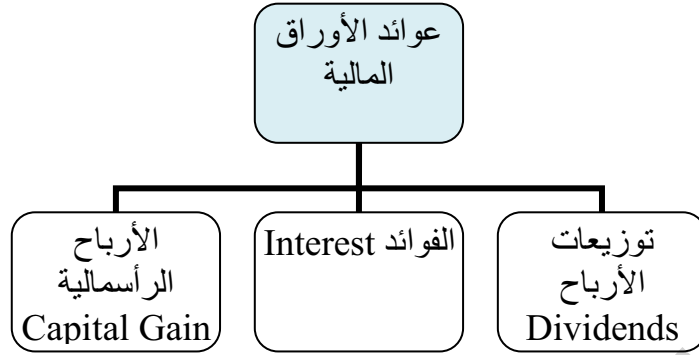 عوائد الأوراق
المالية
توزيعات
الأرباح
Dividends
الفوائد Interest
الأرباح
الرأسمالية
Capital Gain